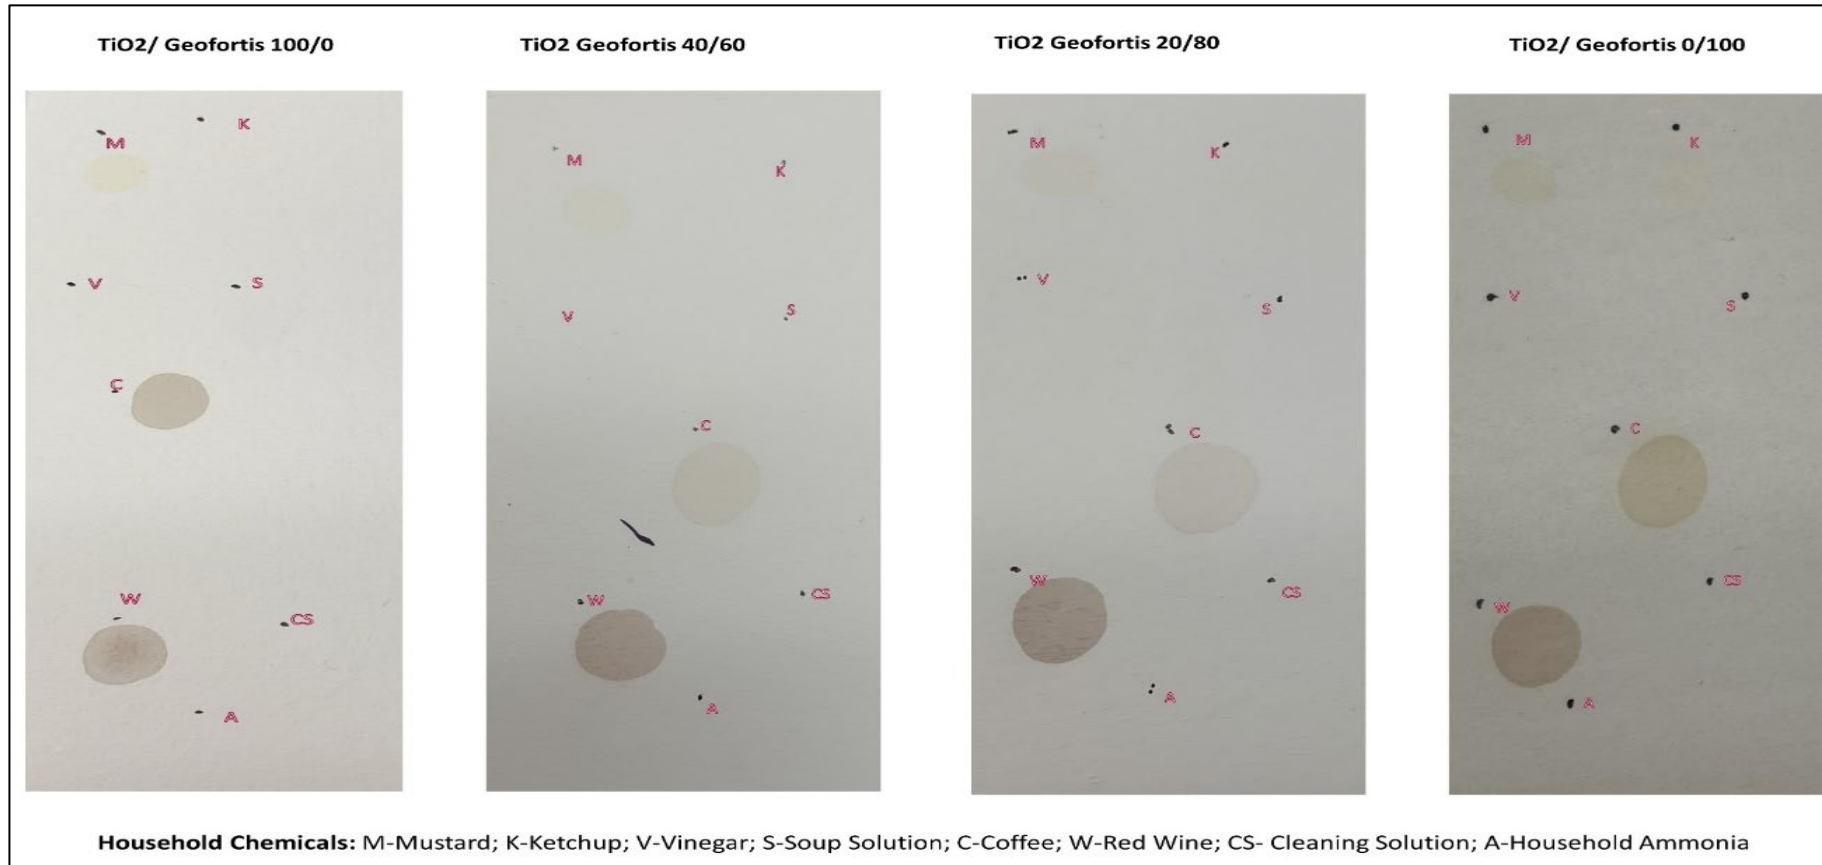 TiO2/ Geofortis 100/0
TiO2 Geofortis 40/60
TiO2 Geofortis 20/80
TiO2/ Geofortis 0/100
M
K
V
S
C
W
CS
A
M
K
V
S
C
W
CS
A
M
K
V
S
C
W
CS
A
M
K
V
S
C
W
CS
A
Household Chemicals: M-Mustard; K-Ketchup; V-Vinegar; S-Soup Solution; C-Coffee; W-Red Wine; CS- Cleaning Solution; A-Household Ammonia